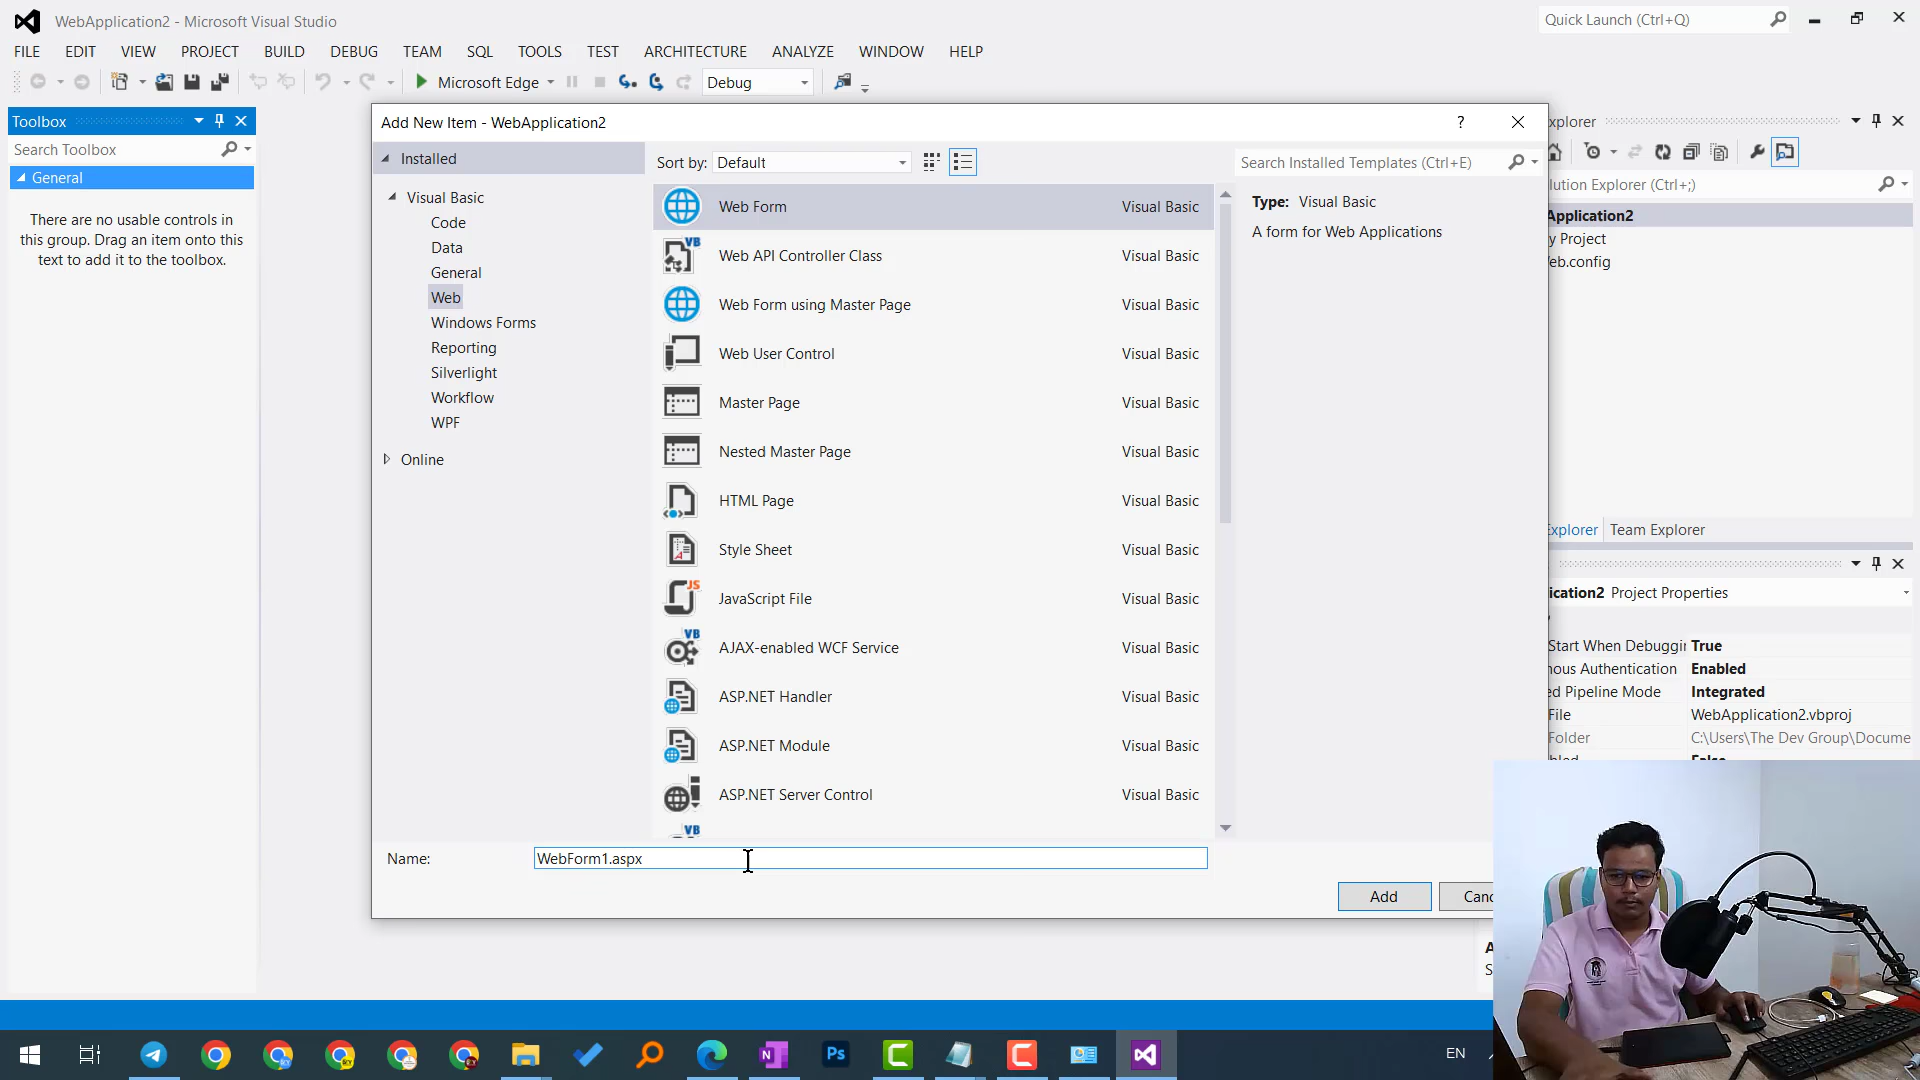 WebApplication2 - Microsoft Visual Studio
Quick Launch (Ctrl+Q)
FILE EDIT VIEW PROJECT BUILD DEBUG TEAM SQL TOOLS TEST ARCHITECTURE ANALYZE WINDOW HELP
Microsoft Edge Debug
Toolbox
Search Toolbox
General
There are no usable controls in
this group. Drag an item onto this
text to add it to the toolbox.
Add New Item - WebApplication2
?
Installed
Visual Basic
Code
Data
General
Web
Windows Forms
Reporting
Silverlight
Workflow
WPF
Online
Sort by: Default
Search Installed Templates (Ctrl+E)
Web Form Visual Basic
Web API Controller Class Visual Basic
Web Form using Master Page Visual Basic
Web User Control Visual Basic
Master Page Visual Basic
Nested Master Page Visual Basic
HTML Page Visual Basic
Style Sheet Visual Basic
JavaScript File Visual Basic
AJAX-enabled WCF Service Visual Basic
ASP.NET Handler Visual Basic
ASP.NET Module Visual Basic
ASP.NET Server Control Visual Basic
Type: Visual Basic
A form for Web Applications
Name: WebForm1.aspx
Add Canc
xplorer
lution Explorer (Ctrl+;)
Application2
y Project
eb.config
Explorer Team Explorer
ication2 Project Properties
Start When Debuggir True
nous Authentication Enabled
ed Pipeline Mode Integrated
File WebApplication2.vbproj
Folder C:\Users\The Dev Group\Docume
bled False
EN